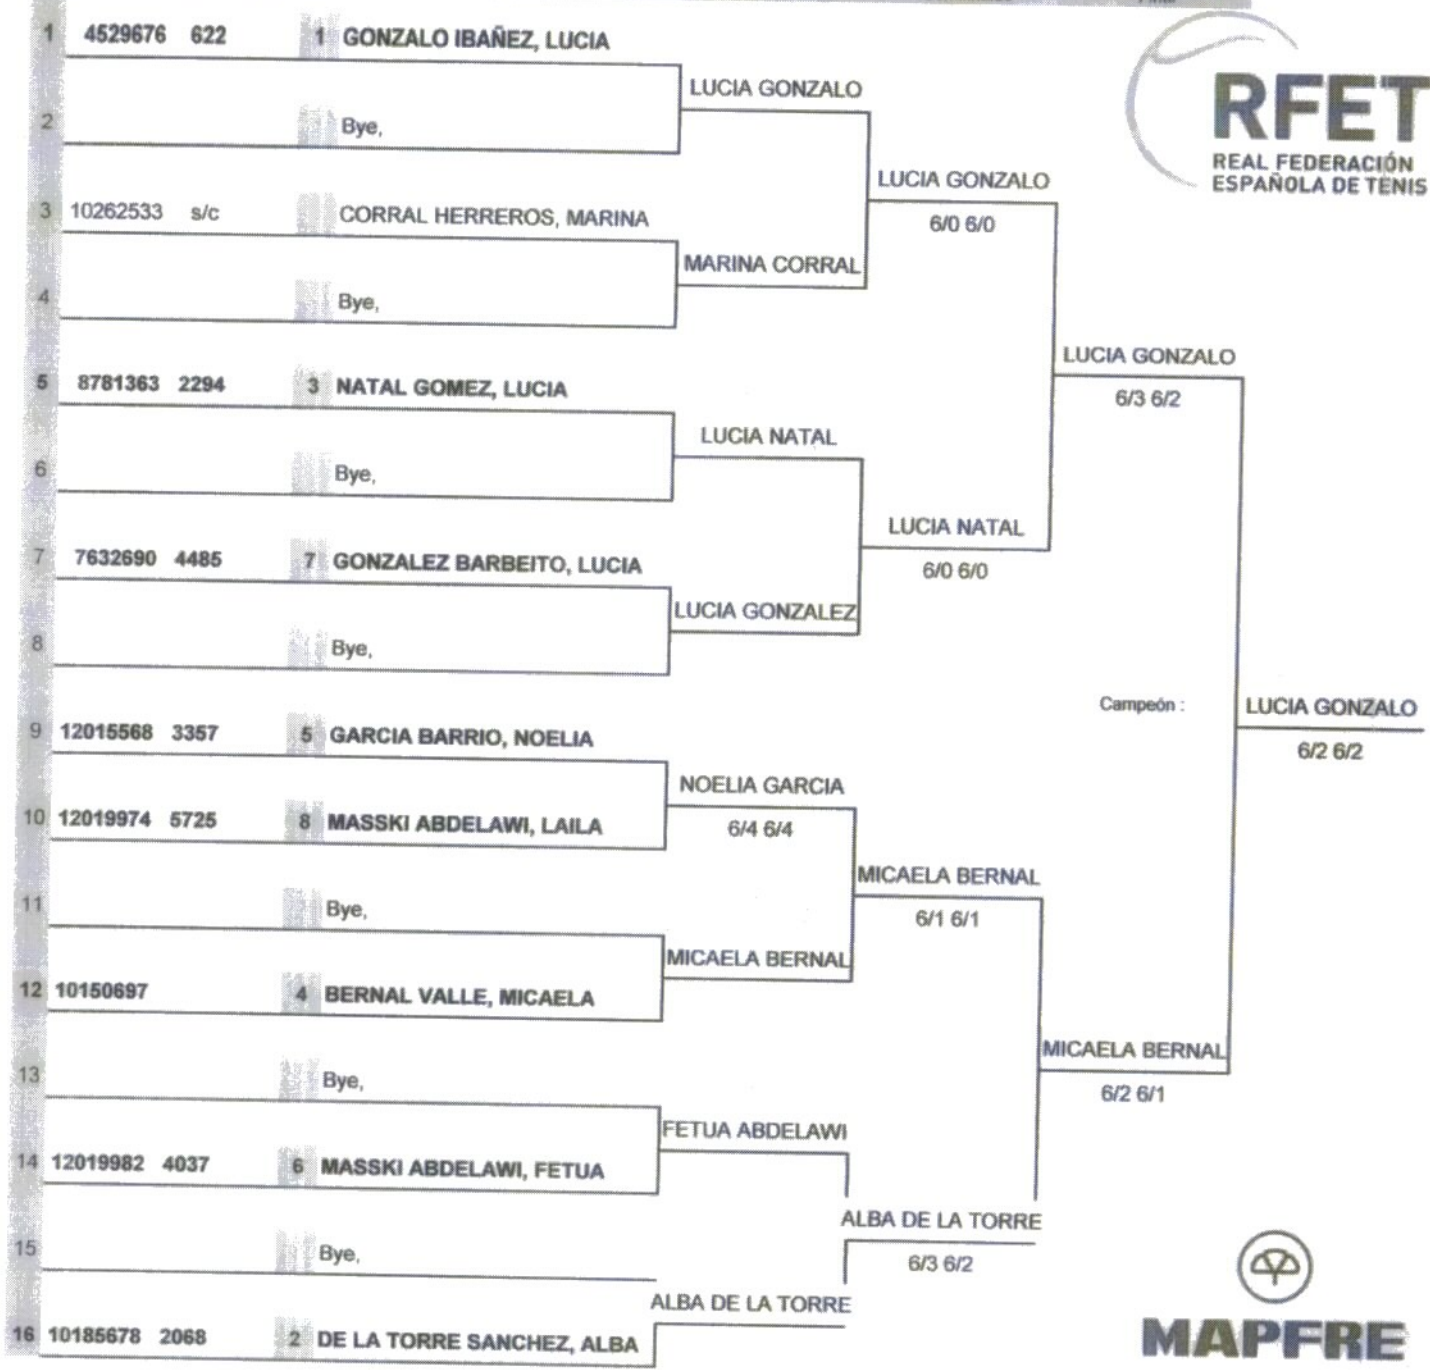 1 4529676 622 1 GONZALO IBAÑEZ, LUCIA
LUCIA GONZALO
2 Bye,
LUCIA GONZALO
6/0 6/0
3 10262533 s/c CORRAL HERREROS, MARINA
MARINA CORRAL
4 Bye,
LUCIA GONZALO
6/3 6/2
5 8781363 2294 3 NATAL GOMEZ, LUCIA
LUCIA NATAL
6 Bye,
LUCIA NATAL
6/0 6/0
7 7632690 4485 7 GONZALEZ BARBEITO, LUCIA
LUCIA GONZALEZ
8 Bye,
Campeón : LUCIA GONZALO
6/2 6/2
9 12015568 3357 5 GARCIA BARRIO, NOELIA
NOELIA GARCIA
6/4 6/4
10 12019974 5725 8 MASSKI ABDELAWI, LAILA
MICAELA BERNAL
6/1 6/1
11 Bye,
MICAELA BERNAL
12 10150697 4 BERNAL VALLE, MICAELA
MICAELA BERNAL
6/2 6/1
13 Bye,
FETUA ABDELAWI
14 12019982 4037 6 MASSKI ABDELAWI, FETUA
ALBA DE LA TORRE
6/3 6/2
15 Bye,
ALBA DE LA TORRE
16 10185678 2068 2 DE LA TORRE SANCHEZ, ALBA
RFET
REAL FEDERACIÓN
ESPAÑOLA DE TENIS
MAPFRE